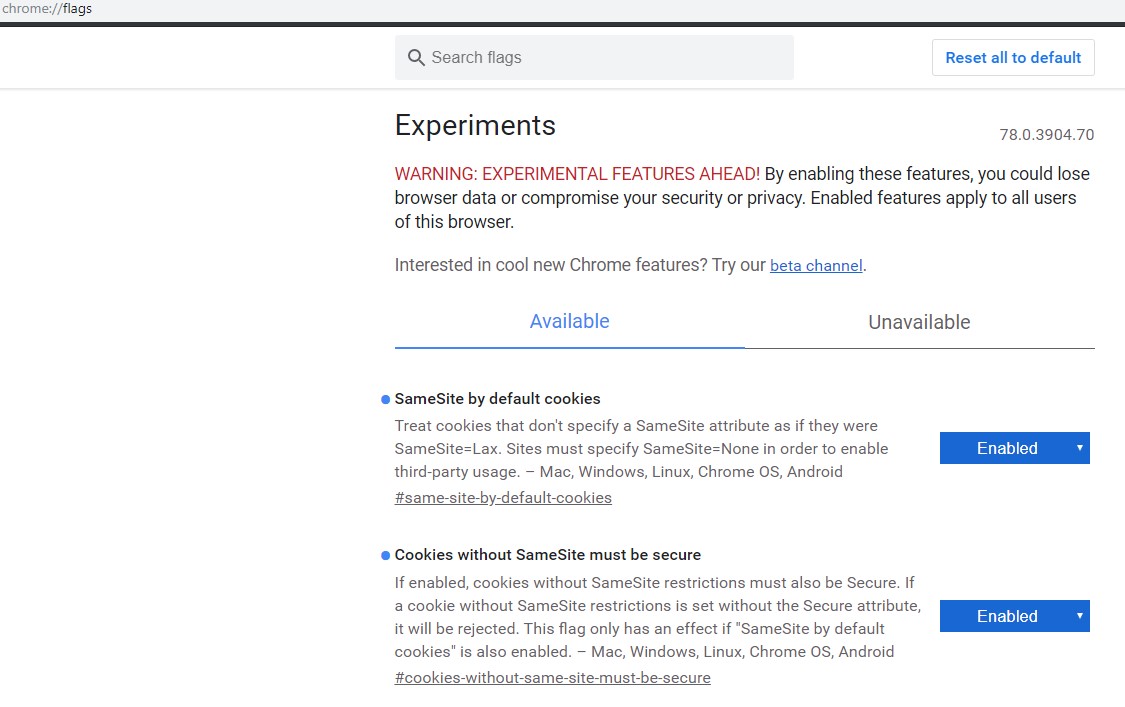 chrome://flags
Search flags
Reset all to default
Experiments
78.0.3904.70
WARNING: EXPERIMENTAL FEATURES AHEAD! By enabling these features, you could lose
browser data or compromise your security or privacy. Enabled features apply to all users
of this browser.
Interested in cool new Chrome features? Try our beta channel.
Available
Unavailable
SameSite by default cookies
Treat cookies that don't specify a SameSite attribute as if they were
SameSite=Lax. Sites must specify SameSite=None in order to enable
third-party usage. – Mac, Windows, Linux, Chrome OS, Android
#same-site-by-default-cookies
Enabled
Cookies without SameSite must be secure
If enabled, cookies without SameSite restrictions must also be Secure. If
a cookie without SameSite restrictions is set without the Secure attribute,
it will be rejected. This flag only has an effect if "SameSite by default
cookies" is also enabled. – Mac, Windows, Linux, Chrome OS, Android
#cookies-without-same-site-must-be-secure
Enabled